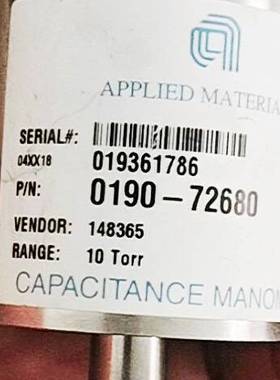 APPLIED MATERIA
SERIAL#:
04XX18 019361786
P/N: 0190-72680
VENDOR: 148365
RANGE: 10 Torr
CAPACITANCE MANO